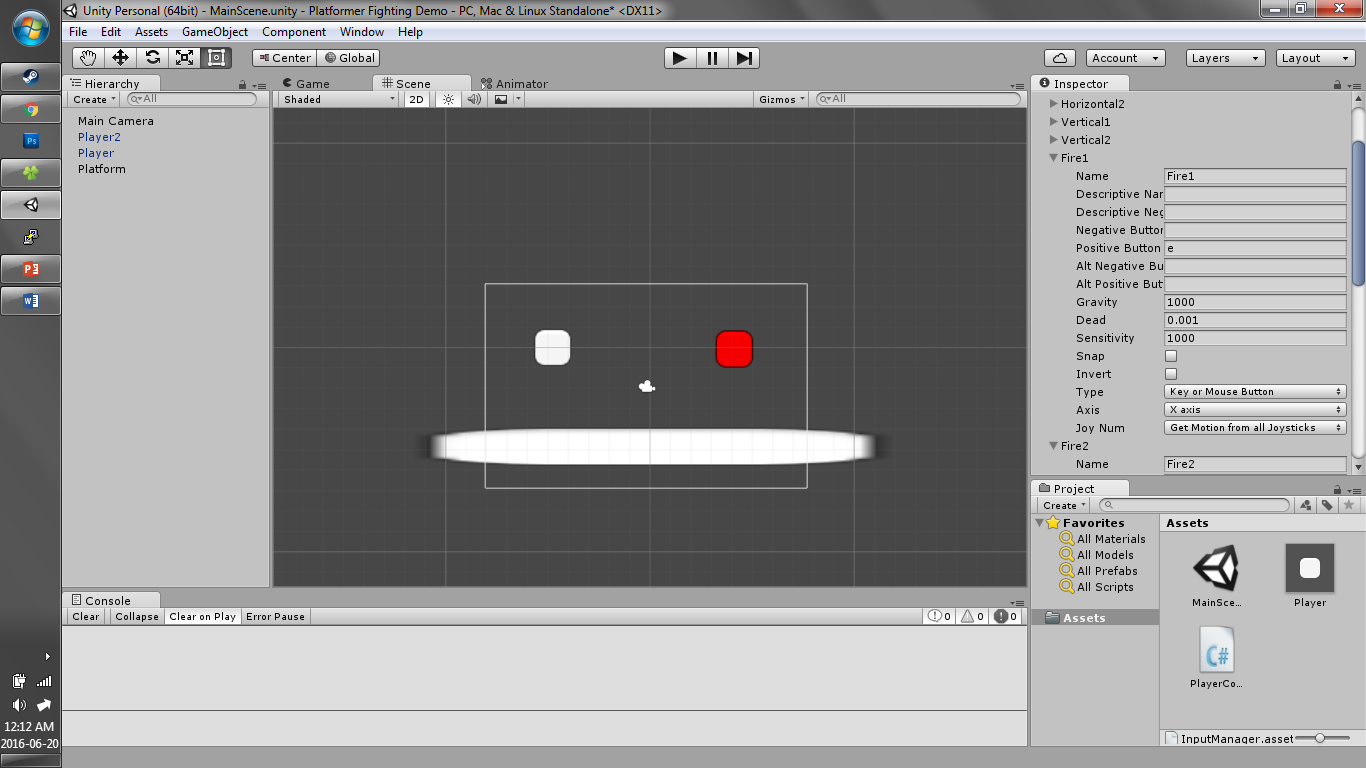 Unity Personal (64bit) - MainScene.unity - Platformer Fighting Demo - PC, Mac & Linux Standalone* <DX11>
File Edit Assets GameObject Component Window Help
Center Global Account Layers Layout
Hierarchy
Create All
Main Camera
Player2
Player
Platform
Game Scene Animator
Shaded 2D Gizmos All
Inspector
Horizontal2
Vertical1
Vertical2
Fire1
Name Fire1
Descriptive Nar
Descriptive Neg
Negative Button
Positive Button e
Alt Negative Bu
Alt Positive But
Gravity 1000
Dead 0.001
Sensitivity 1000
Snap
Invert
Type Key or Mouse Button
Axis X axis
Joy Num Get Motion from all Joysticks
Fire2
Name Fire2
Project
Create
Favorites
All Materials
All Models
All Prefabs
All Scripts
Assets
Assets
MainSce...
Player
C#
PlayerCo...
InputManager.asset
Console
Clear Collapse Clear on Play Error Pause 0 0 0
Ps
P
W
12:12 AM
2016-06-20